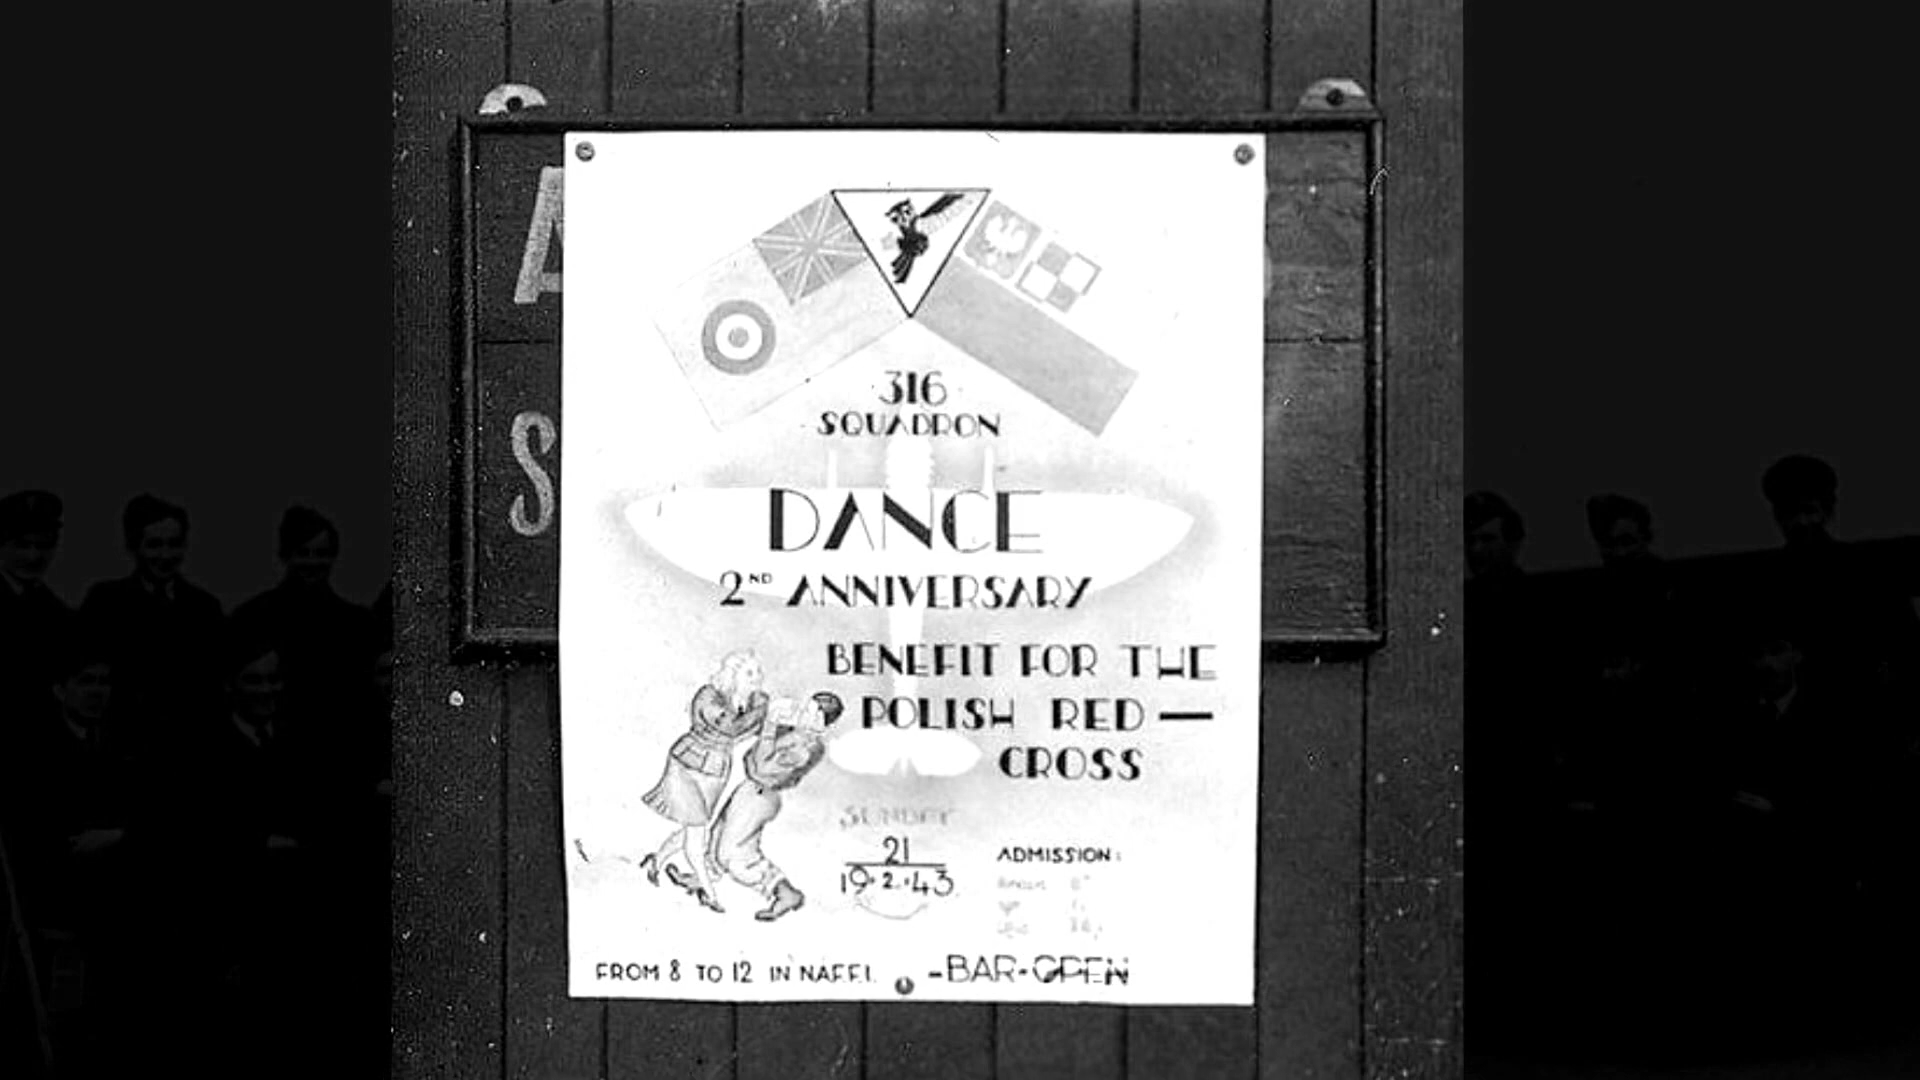 A
S
316
SQUADRON
DANCE
2ND ANNIVERSARY
BENEFIT FOR THE
POLISH RED —
CROSS
SUNDAY
21
19.2.43
ADMISSION:
FROM 8 TO 12 IN N.A.F.F.I. -BAR-OPEN